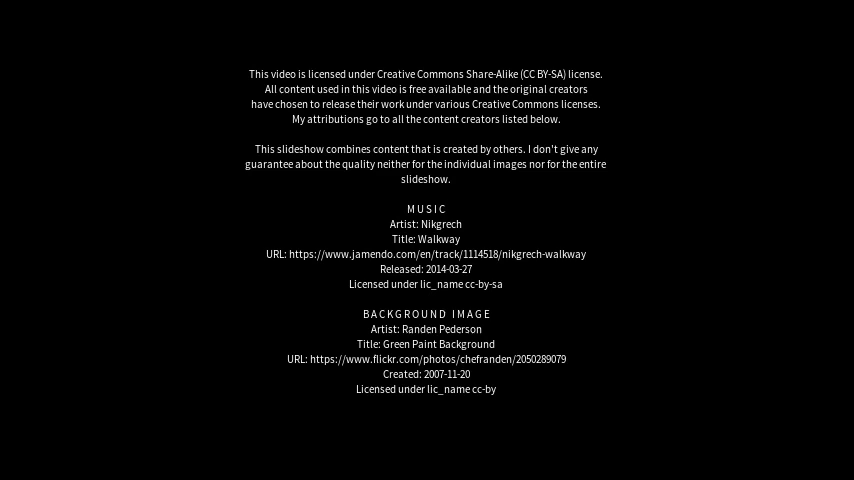 This video is licensed under Creative Commons Share-Alike (CC BY-SA) license.
All content used in this video is free available and the original creators
have chosen to release their work under various Creative Commons licenses.
My attributions go to all the content creators listed below.
This slideshow combines content that is created by others. I don't give any
guarantee about the quality neither for the individual images nor for the entire
slideshow.
MUSIC
Artist: Nikgrech
Title: Walkway
URL: https://www.jamendo.com/en/track/1114518/nikgrech-walkway
Released: 2014-03-27
Licensed under lic_name cc-by-sa
BACKGROUND IMAGE
Artist: Randen Pederson
Title: Green Paint Background
URL: https://www.flickr.com/photos/chefranden/2050289079
Created: 2007-11-20
Licensed under lic_name cc-by